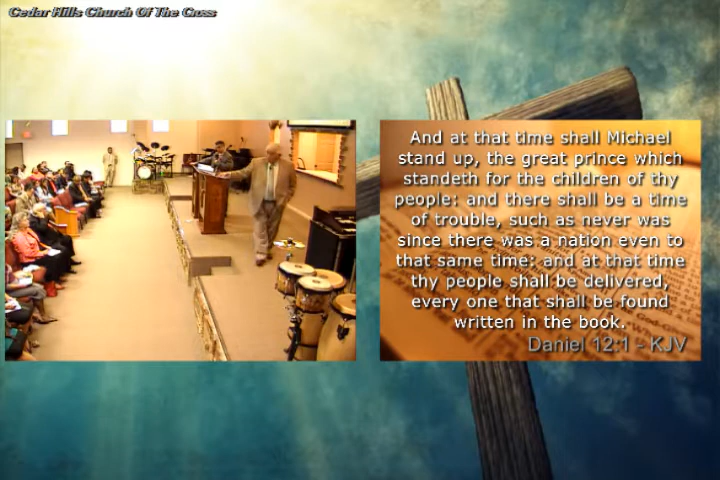 Cedar Hills Church Of The Cross
And at that time shall Michael
stand up, the great prince which
standeth for the children of thy
people: and there shall be a time
of trouble, such as never was
since there was a nation even to
that same time: and at that time
thy people shall be delivered,
every one that shall be found
written in the book.
Daniel 12:1 - KJV